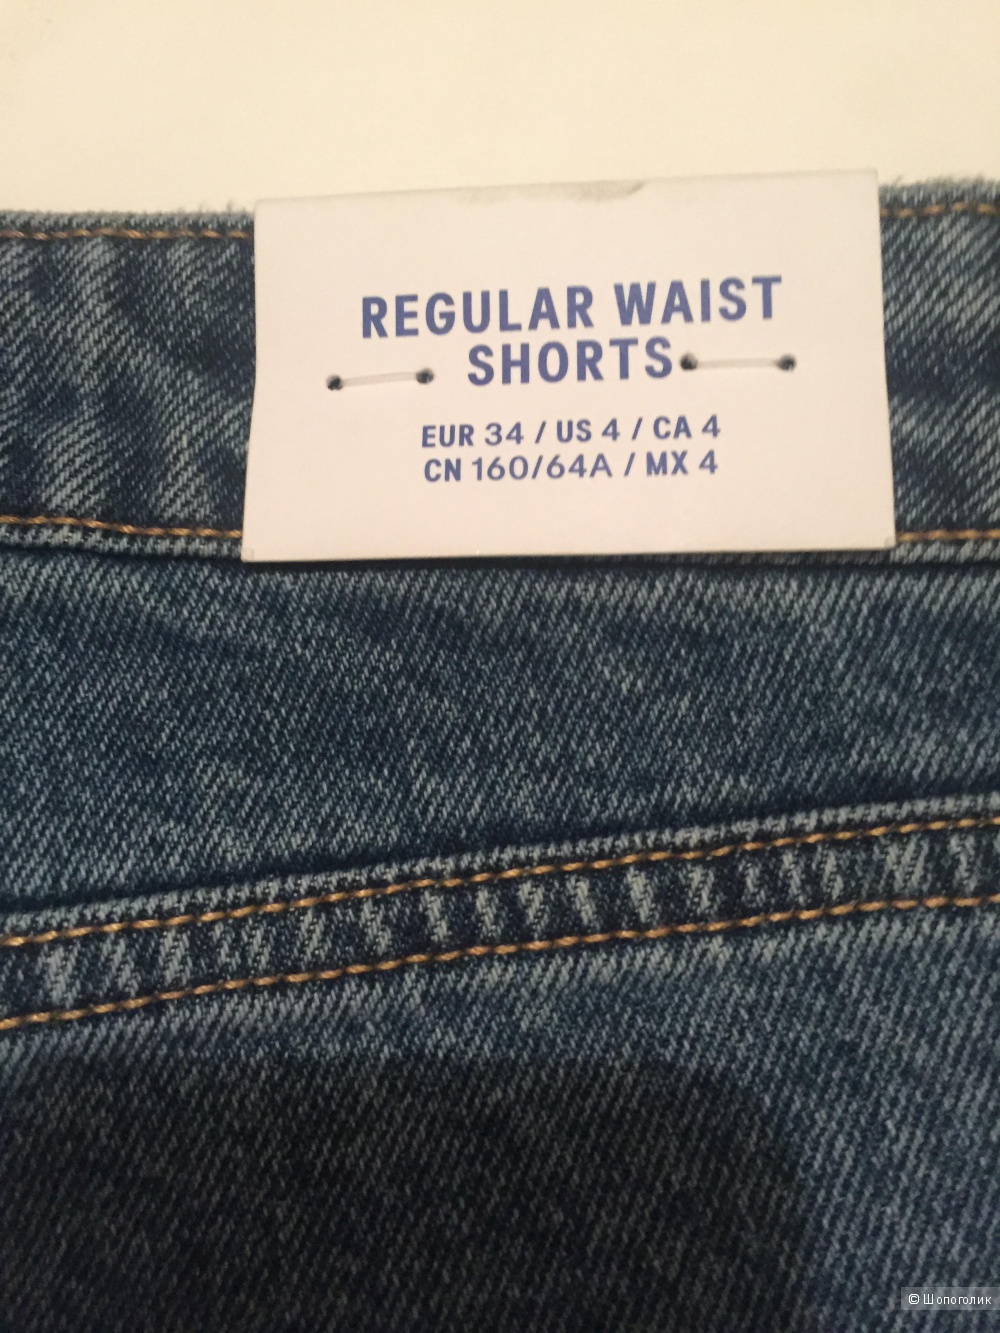 REGULAR WAIST
SHORTS
EUR 34 / US 4 / CA 4
CN 160/64A / MX 4
© Шопоголик